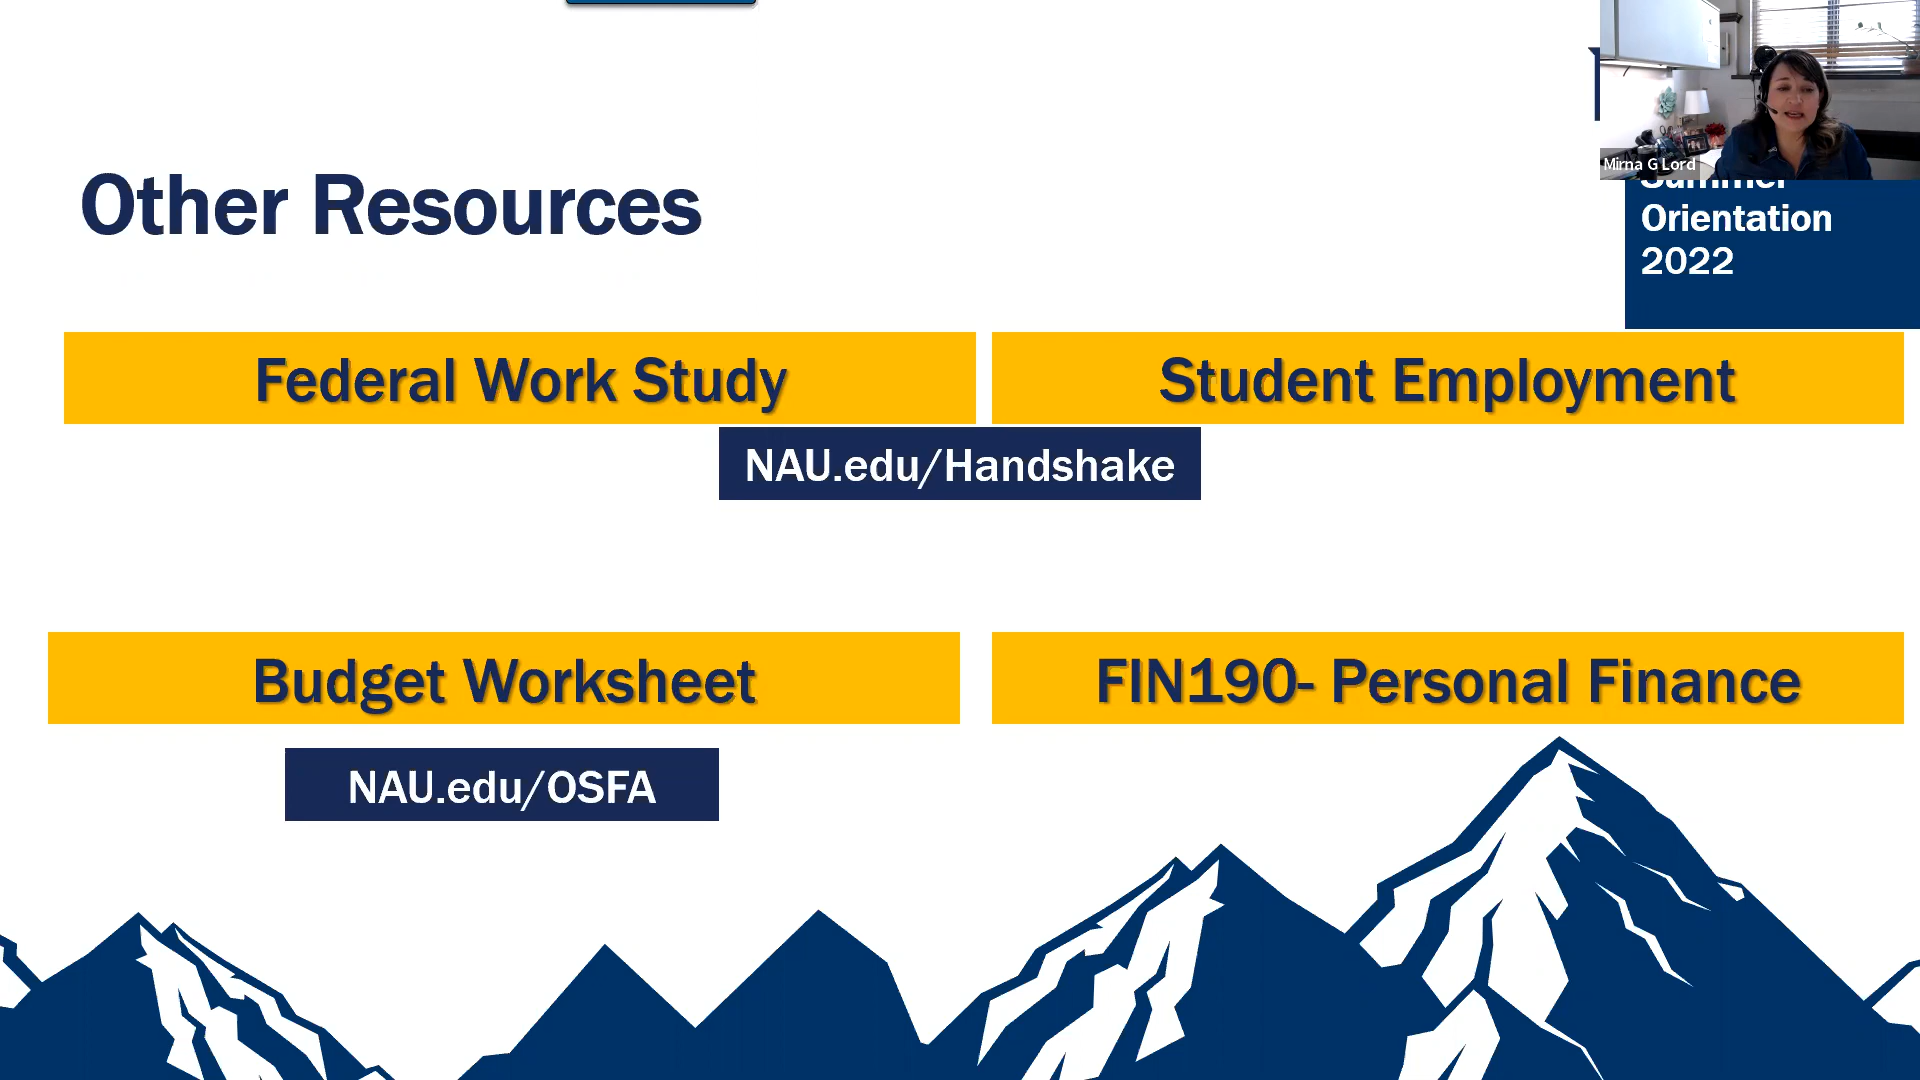 Mirna G Lord
Other Resources
Summer
Orientation
2022
Federal Work Study
Student Employment
NAU.edu/Handshake
Budget Worksheet
FIN190- Personal Finance
NAU.edu/OSFA